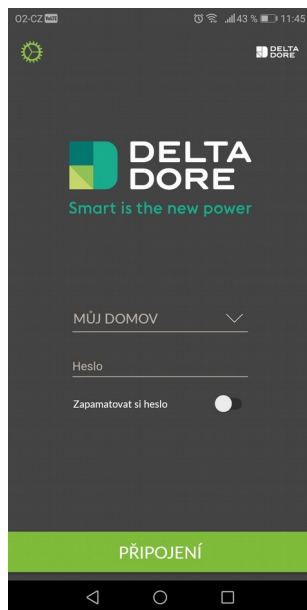 O2-CZ VoLTE 43 % 11:45
DELTA DORE
DELTA
DORE
Smart is the new power
MŮJ DOMOV
Heslo
Zapamatovat si heslo
PŘIPOJENÍ